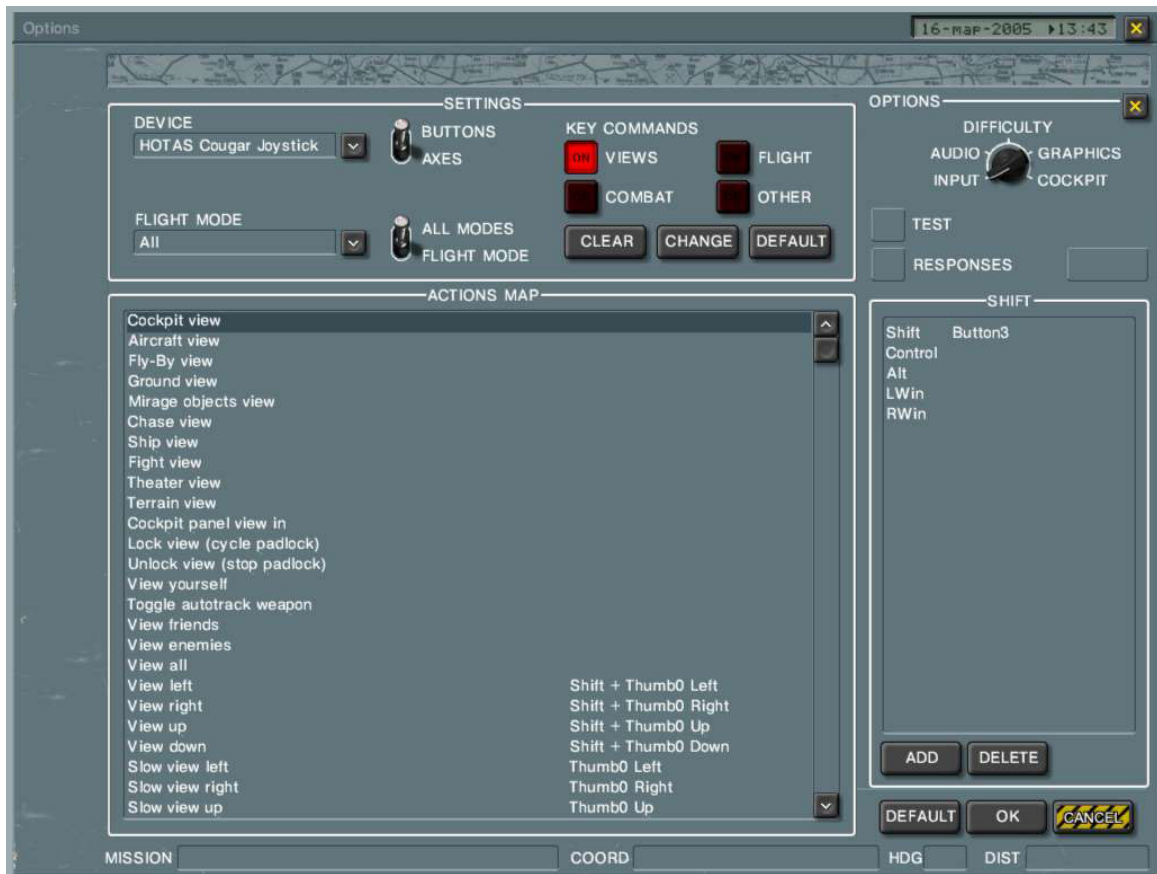 Options
16-мар-2005 13:43
SETTINGS
DEVICE
HOTAS Cougar Joystick
BUTTONS
AXES
KEY COMMANDS
ON VIEWS
FLIGHT
COMBAT
OTHER
FLIGHT MODE
All
ALL MODES
FLIGHT MODE
CLEAR CHANGE DEFAULT
OPTIONS
DIFFICULTY
AUDIO GRAPHICS
INPUT COCKPIT
TEST
RESPONSES
ACTIONS MAP
Cockpit view
Aircraft view
Fly-By view
Ground view
Mirage objects view
Chase view
Ship view
Fight view
Theater view
Terrain view
Cockpit panel view in
Lock view (cycle padlock)
Unlock view (stop padlock)
View yourself
Toggle autotrack weapon
View friends
View enemies
View all
View left Shift + Thumb0 Left
View right Shift + Thumb0 Right
View up Shift + Thumb0 Up
View down Shift + Thumb0 Down
Slow view left Thumb0 Left
Slow view right Thumb0 Right
Slow view up Thumb0 Up
SHIFT
Shift Button3
Control
Alt
LWin
RWin
ADD DELETE
DEFAULT OK CANCEL
MISSION COORD HDG DIST